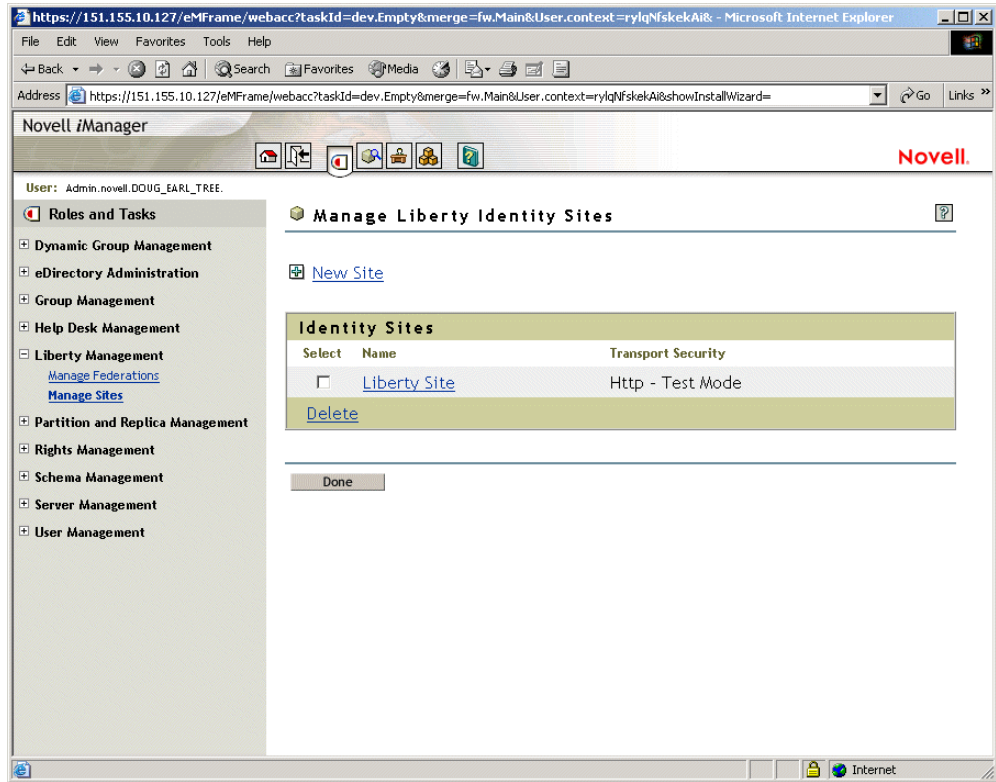 https://151.155.10.127/eMFrame/webacc?taskId=dev.Empty&merge=fw.Main&User.context=rylqNfskekAi& - Microsoft Internet Explorer
File Edit View Favorites Tools Help
Back Search Favorites Media
Address https://151.155.10.127/eMFrame/webacc?taskId=dev.Empty&merge=fw.Main&User.context=rylqNfskekAi&showInstallWizard= Go Links »
Novell iManager
Novell.
User: Admin.novell.DOUG_EARL_TREE.
Roles and Tasks
Dynamic Group Management
eDirectory Administration
Group Management
Help Desk Management
Liberty Management
Manage Federations
Manage Sites
Partition and Replica Management
Rights Management
Schema Management
Server Management
User Management
Manage Liberty Identity Sites
?
New Site
Identity Sites
Select Name Transport Security
Liberty Site Http - Test Mode
Delete
Done
Internet